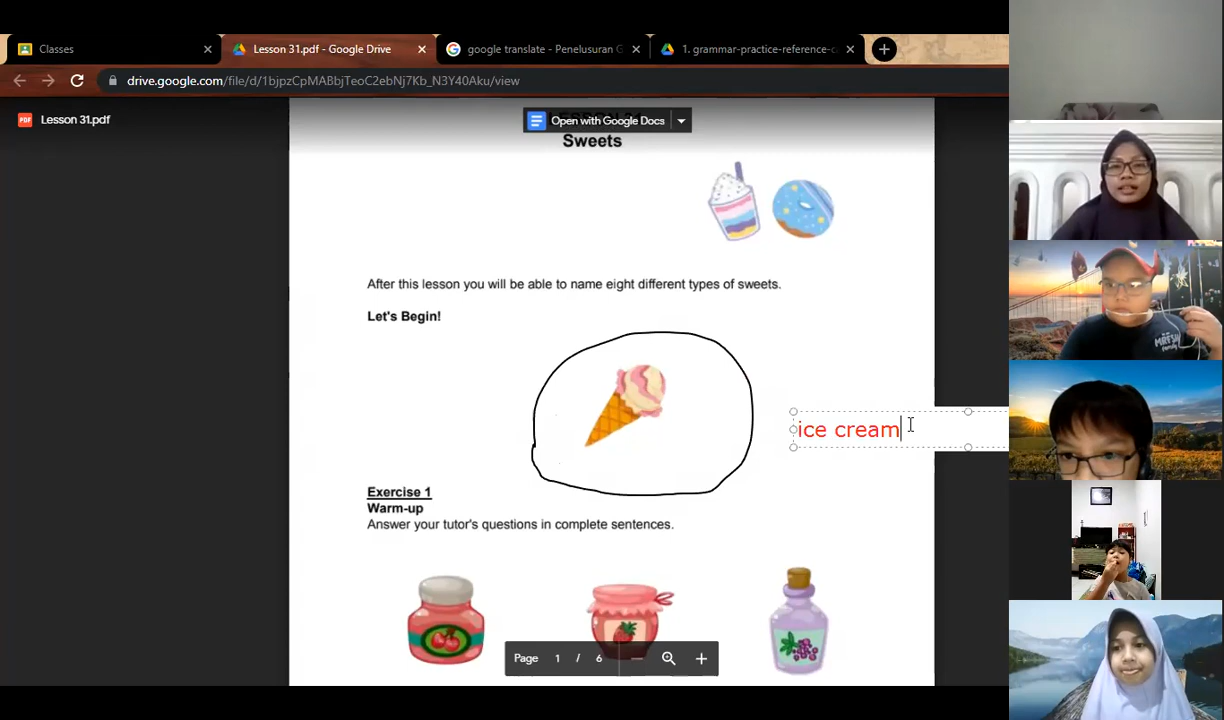 Classes
Lesson 31.pdf - Google Drive
google translate - Penelusuran G
1. grammar-practice-reference-c
drive.google.com/file/d/1bjpzCpMABbjTeoC2ebNj7Kb_N3Y40Aku/view
PDF
Lesson 31.pdf
Open with Google Docs
Sweets
After this lesson you will be able to name eight different types of sweets.
Let's Begin!
ice cream
Exercise 1
Warm-up
Answer your tutor's questions in complete sentences.
Page 1 / 6